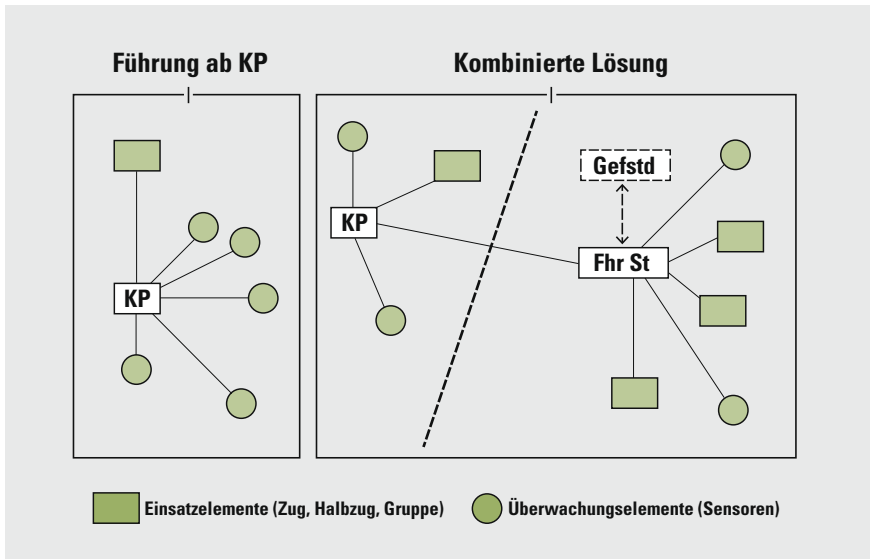 Führung ab KP
Kombinierte Lösung
KP
KP
Gefstd
Fhr St
Einsatzelemente (Zug, Halbzug, Gruppe)
Überwachungselemente (Sensoren)